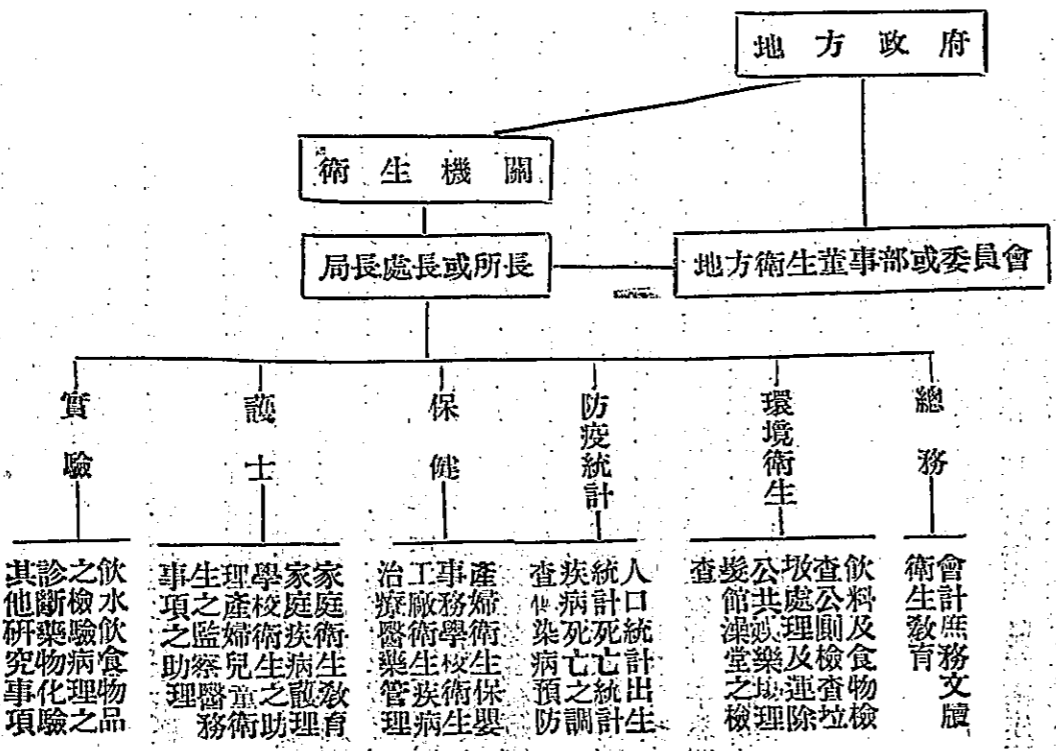 地方政府
衛生機關
局長處長或所長
地方衛生董事部或委員會
總務
環境衛生
防疫統計
保健
護士
實驗
會計庶務文牘
衛生教育
飲料及食物檢
查公廁檢查垃
圾處理及運除
公共娛樂場理
髮館澡堂之檢
查
人口統計出生
統計死亡統計
疾病死亡之調
查傳染病預防
產婦衛生保嬰
事務學校衛生
工廠衛生疾病
治療醫藥管理
家庭衛生教育
家庭疾病護理
學校衛生之助
理產婦兒童衛
生之監察醫務
事項之助理
飲水飲食物品
之檢驗病理之
診斷藥物化驗
其他研究事項